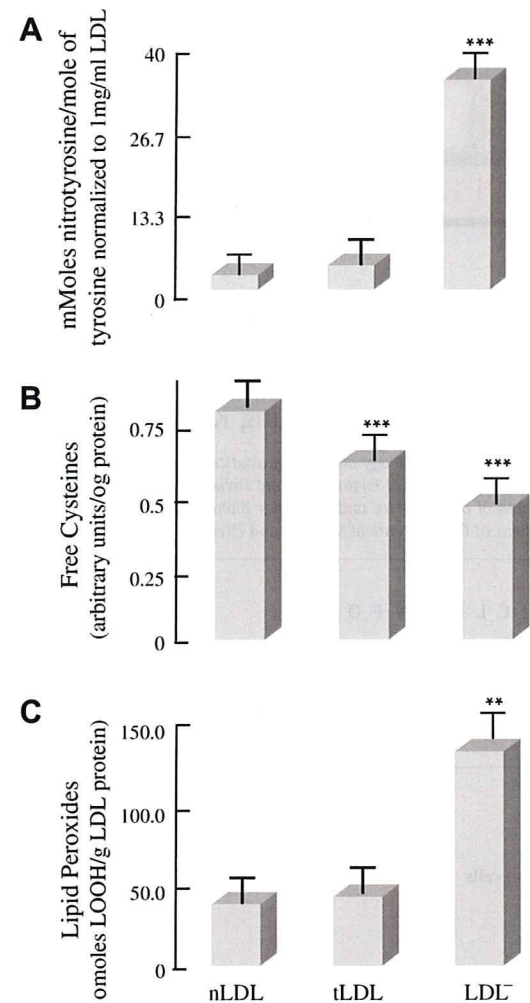 A
mMoles nitrotyrosine/mole of
tyrosine normalized to 1mg/ml LDL
40
26.7
13.3
0
***
B
Free Cysteines
(arbitrary units/og protein)
0.75
0.5
0.25
0
***
***
C
Lipid Peroxides
omoles LOOH/g LDL protein)
150.0
100.0
50.0
0
**
nLDL
tLDL
LDL⁻